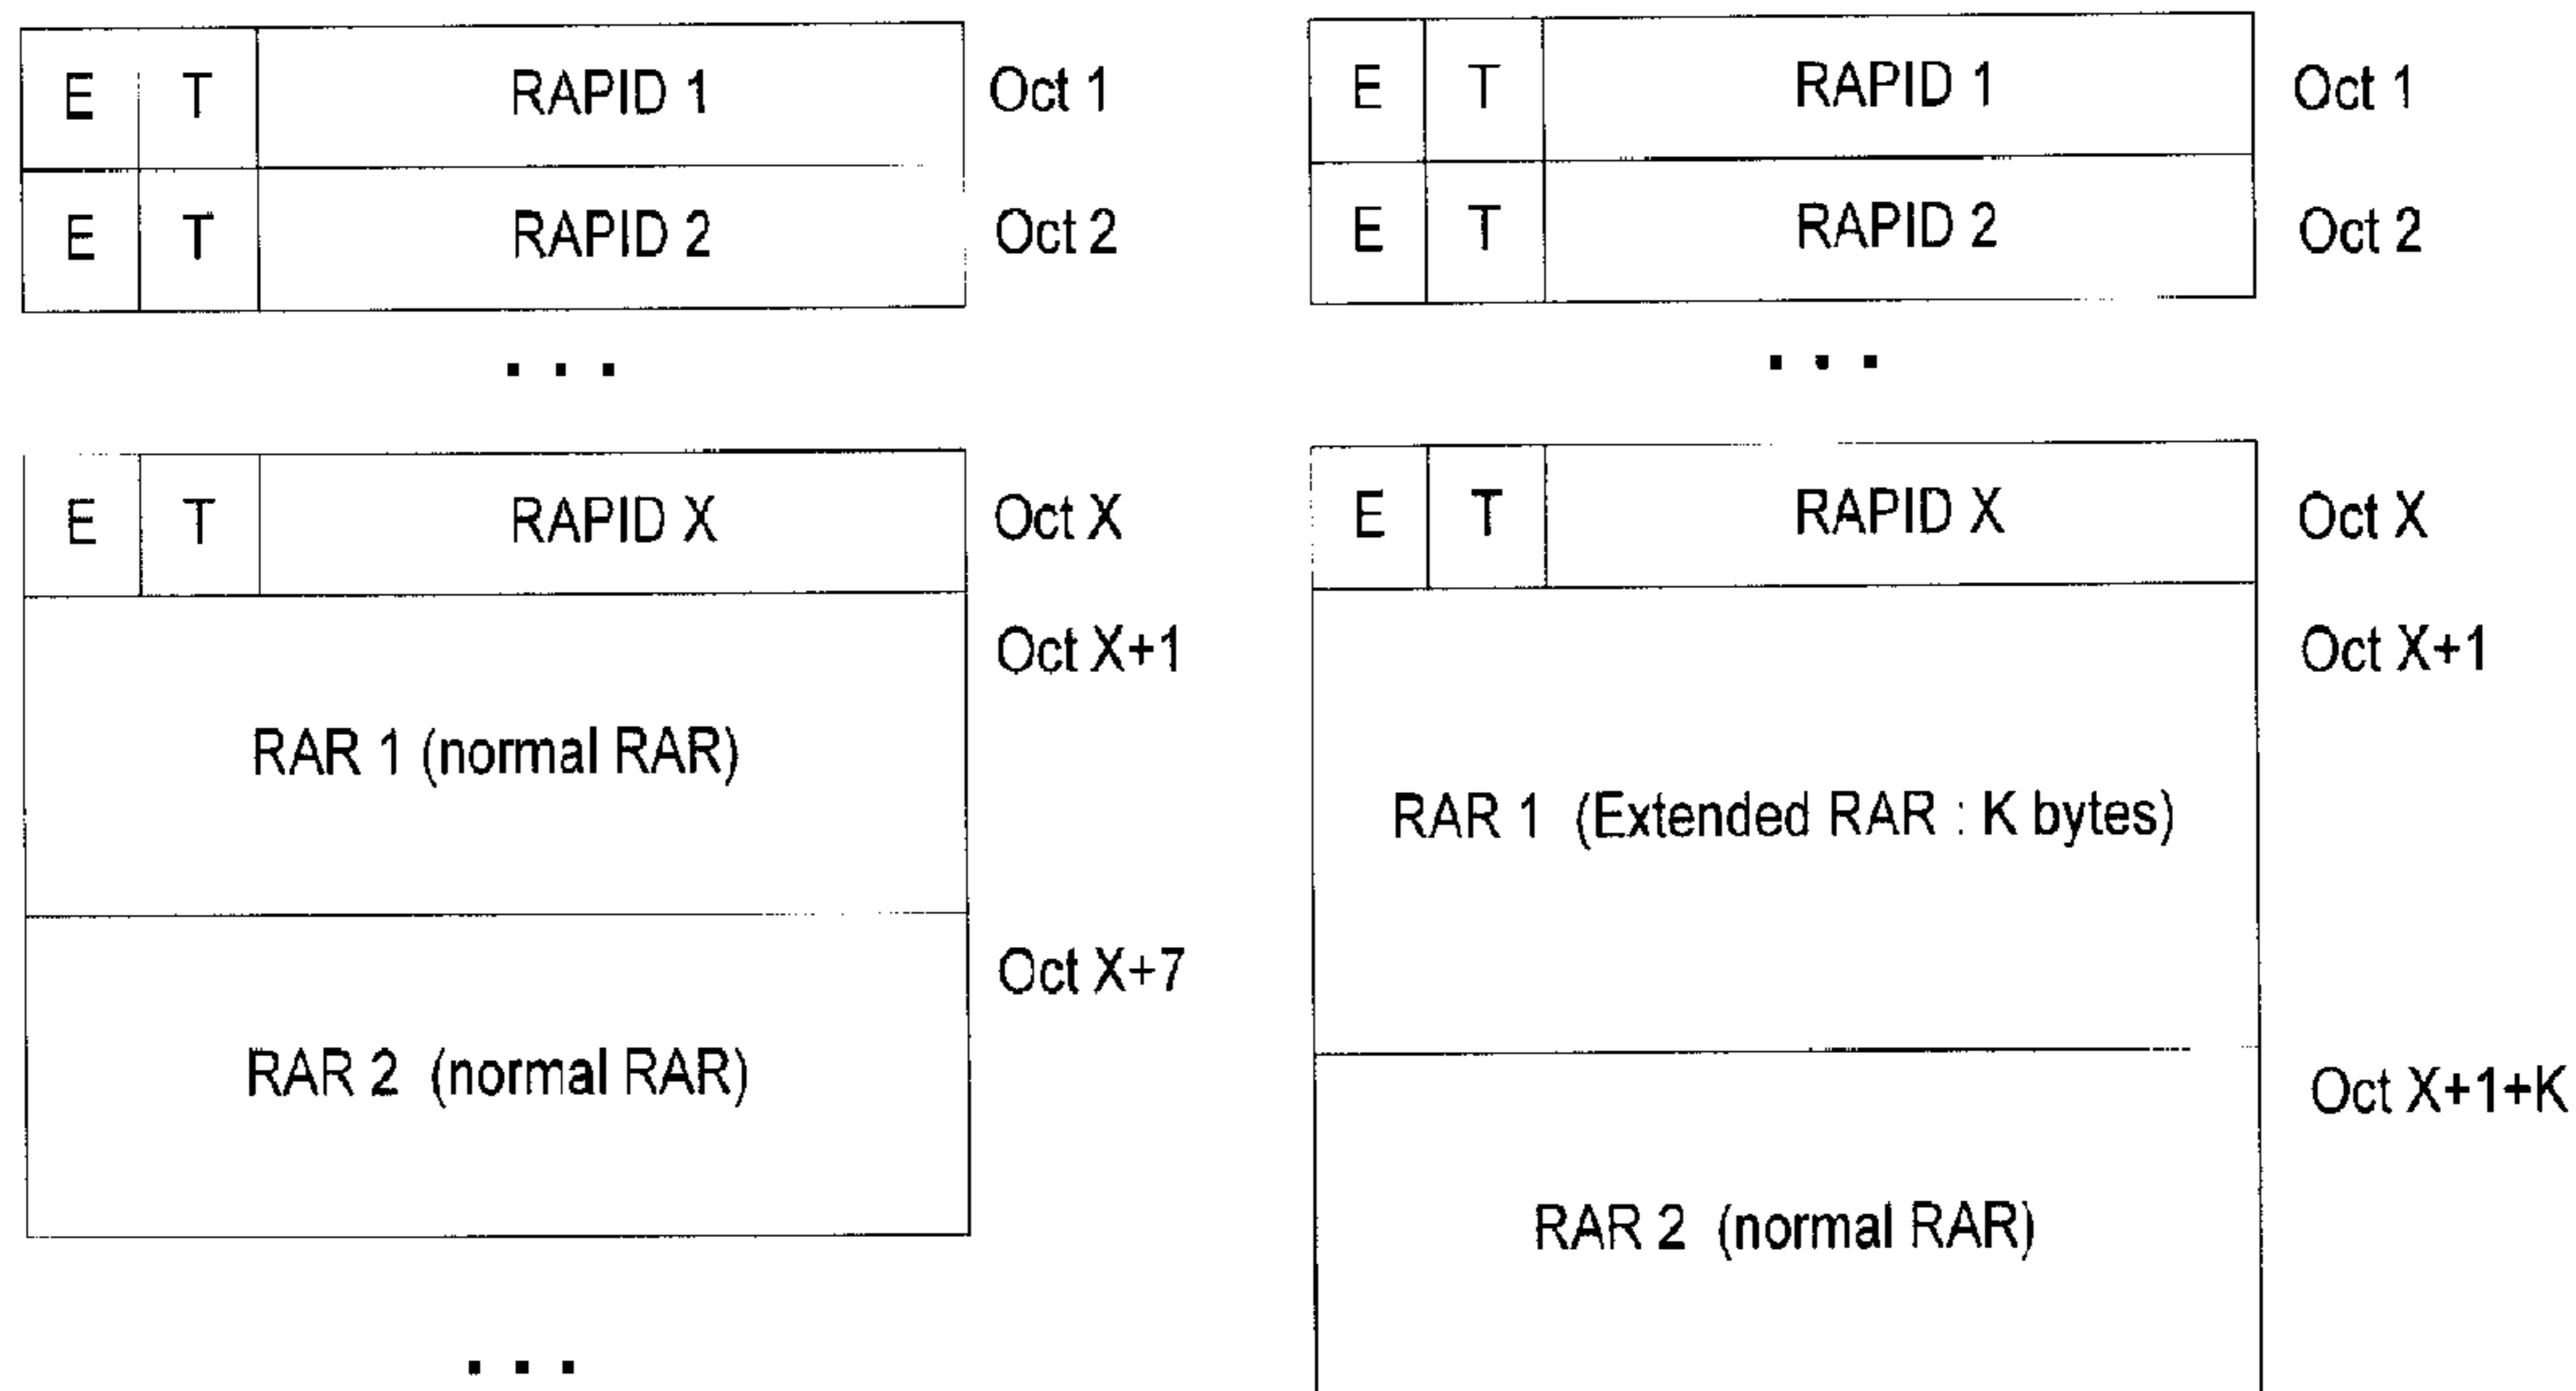 E T RAPID 1 Oct 1
E T RAPID 2 Oct 2
. . .
E T RAPID X Oct X
Oct X+1
RAR 1 (normal RAR)
Oct X+7
RAR 2 (normal RAR)
. . .
E T RAPID 1 Oct 1
E T RAPID 2 Oct 2
. . .
E T RAPID X Oct X
Oct X+1
RAR 1 (Extended RAR : K bytes)
Oct X+1+K
RAR 2 (normal RAR)